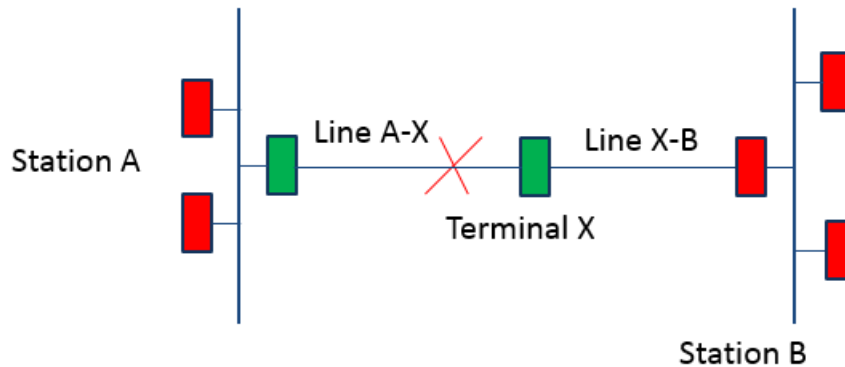 Line A-X
Line X-B
Station A
Terminal X
Station B